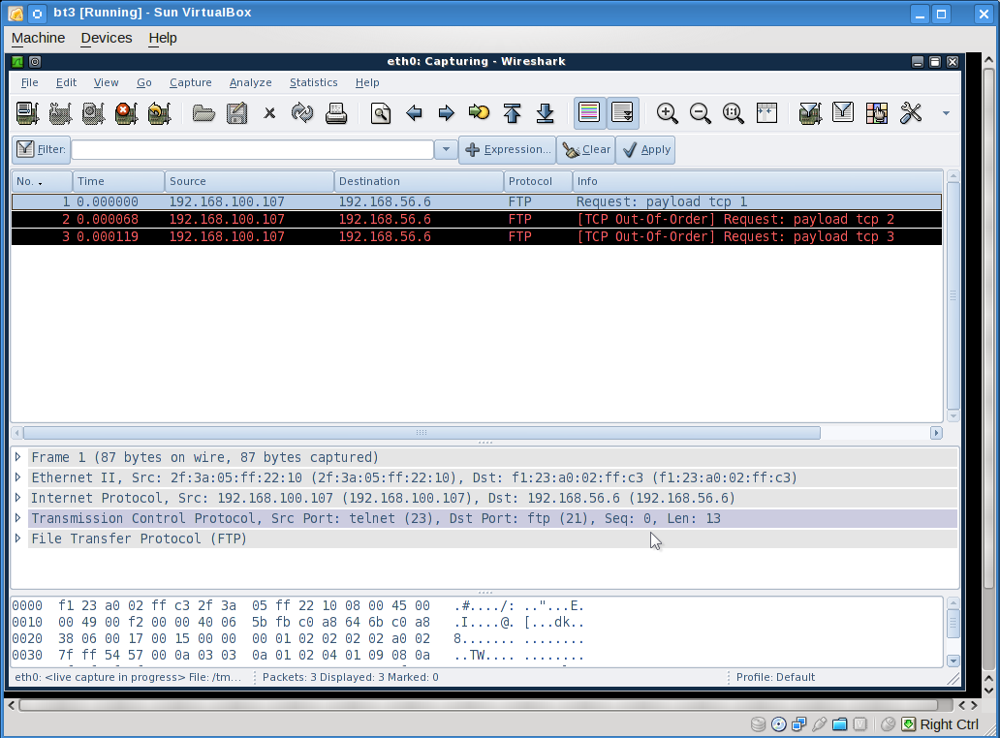 bt3 [Running] - Sun VirtualBox
Machine Devices Help
eth0: Capturing - Wireshark
File Edit View Go Capture Analyze Statistics Help
Filter: Expression... Clear Apply
No. . Time Source Destination Protocol Info
1 0.000000 192.168.100.107 192.168.56.6 FTP Request: payload tcp 1
2 0.000068 192.168.100.107 192.168.56.6 FTP [TCP Out-Of-Order] Request: payload tcp 2
3 0.000119 192.168.100.107 192.168.56.6 FTP [TCP Out-Of-Order] Request: payload tcp 3
Frame 1 (87 bytes on wire, 87 bytes captured)
Ethernet II, Src: 2f:3a:05:ff:22:10 (2f:3a:05:ff:22:10), Dst: f1:23:a0:02:ff:c3 (f1:23:a0:02:ff:c3)
Internet Protocol, Src: 192.168.100.107 (192.168.100.107), Dst: 192.168.56.6 (192.168.56.6)
Transmission Control Protocol, Src Port: telnet (23), Dst Port: ftp (21), Seq: 0, Len: 13
File Transfer Protocol (FTP)
0000 f1 23 a0 02 ff c3 2f 3a 05 ff 22 10 08 00 45 00 .#..../: .."...E.
0010 00 49 00 f2 00 00 40 06 5b fb c0 a8 64 6b c0 a8 .I....@. [...dk..
0020 38 06 00 17 00 15 00 00 00 01 02 02 02 02 a0 02 8....... ........
0030 7f ff 54 57 00 0a 03 03 0a 01 02 04 01 09 08 0a ..TW.... ........
eth0: <live capture in progress> File: /tm... Packets: 3 Displayed: 3 Marked: 0 Profile: Default
Right Ctrl